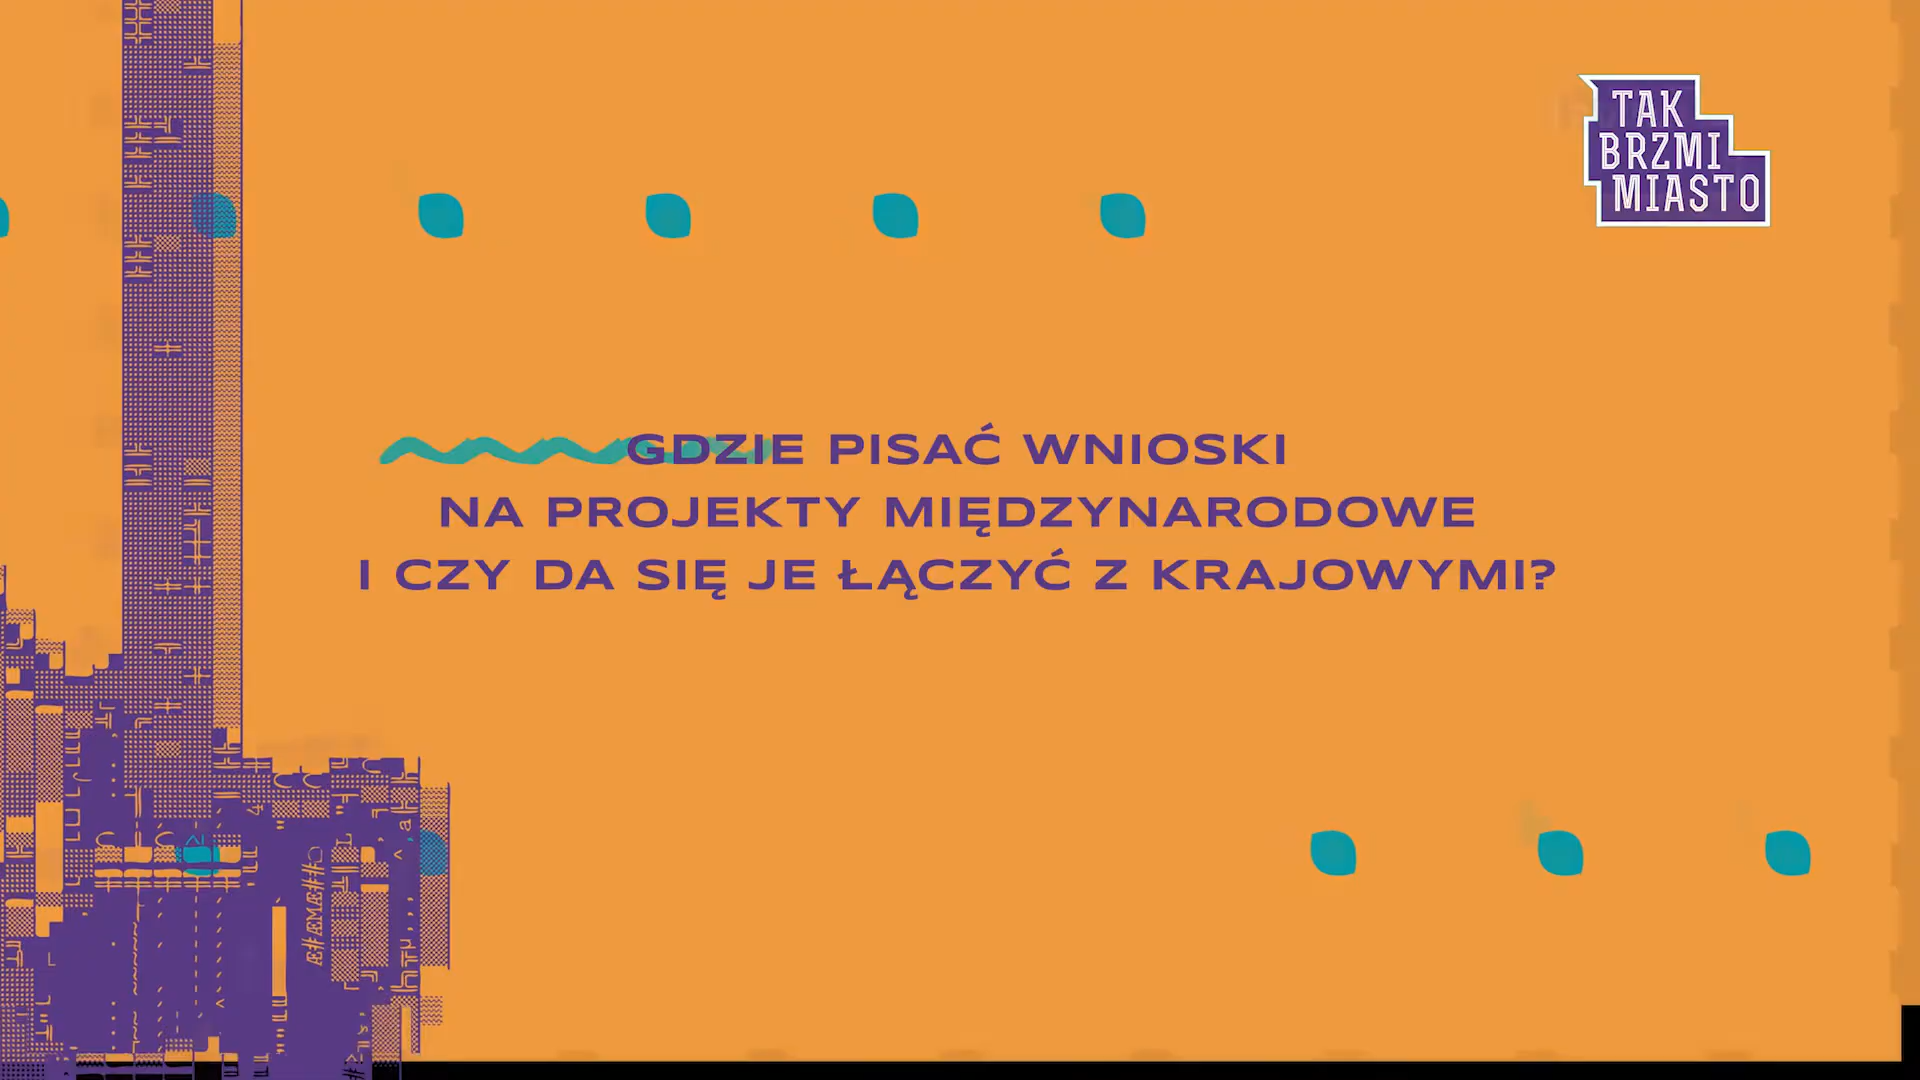 TAK
BRZMI
MIASTO
GDZIE PISAĆ WNIOSKI
NA PROJEKTY MIĘDZYNARODOWE
I CZY DA SIĘ JE ŁĄCZYĆ Z KRAJOWYMI?